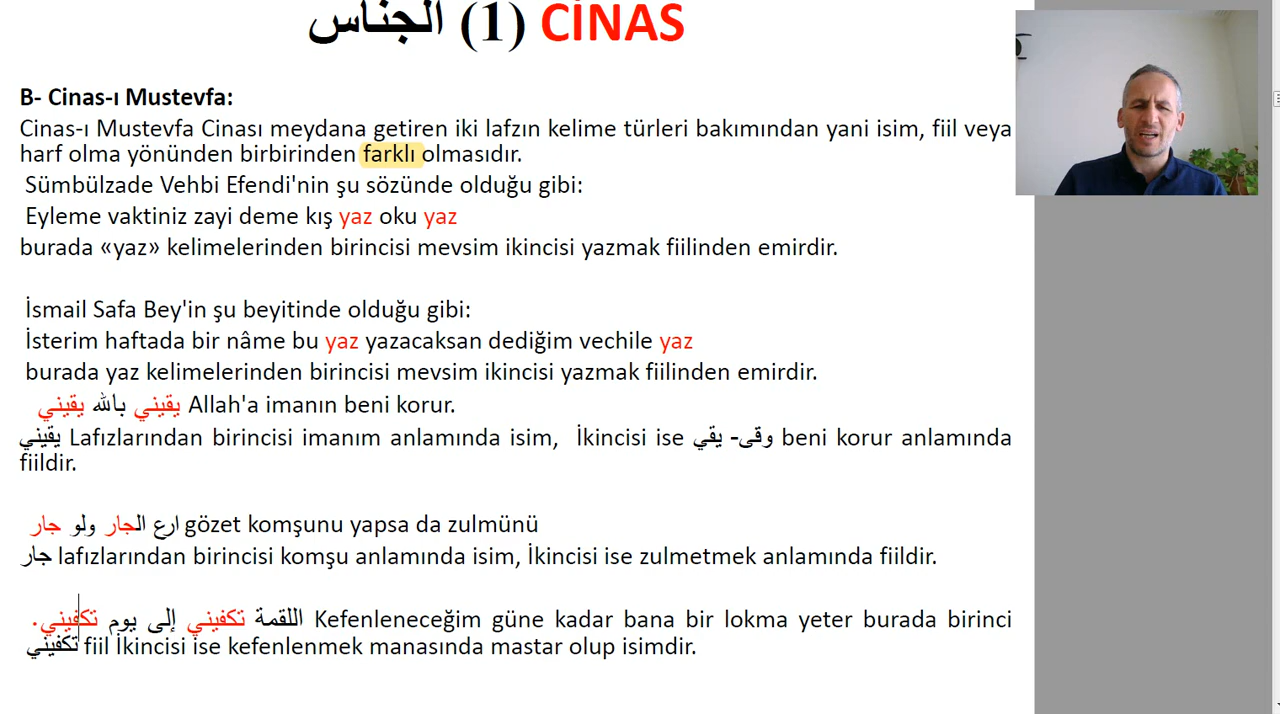 الجناس (1) CİNAS
B- Cinas-ı Mustevfa:
Cinas-ı Mustevfa Cinası meydana getiren iki lafzın kelime türleri bakımından yani isim, fiil veya
harf olma yönünden birbirinden farklı olmasıdır.
Sümbülzade Vehbi Efendi'nin şu sözünde olduğu gibi:
Eyleme vaktiniz zayi deme kış yaz oku yaz
burada «yaz» kelimelerinden birincisi mevsim ikincisi yazmak fiilinden emirdir.
İsmail Safa Bey'in şu beyitinde olduğu gibi:
İsterim haftada bir nâme bu yaz yazacaksan dediğim vechile yaz
burada yaz kelimelerinden birincisi mevsim ikincisi yazmak fiilinden emirdir.
يقيني بالله يقيني Allah'a imanın beni korur.
يقيني Lafızlarından birincisi imanım anlamında isim, İkincisi ise وقى- يقي beni korur anlamında
fiildir.
ارع الجار ولو جار gözet komşunu yapsa da zulmünü
جار lafızlarından birincisi komşu anlamında isim, İkincisi ise zulmetmek anlamında fiildir.
اللقمة تكفيني إلى يوم تكفيني. Kefenleneceğim güne kadar bana bir lokma yeter burada birinci
تكفيني fiil İkincisi ise kefenlenmek manasında mastar olup isimdir.